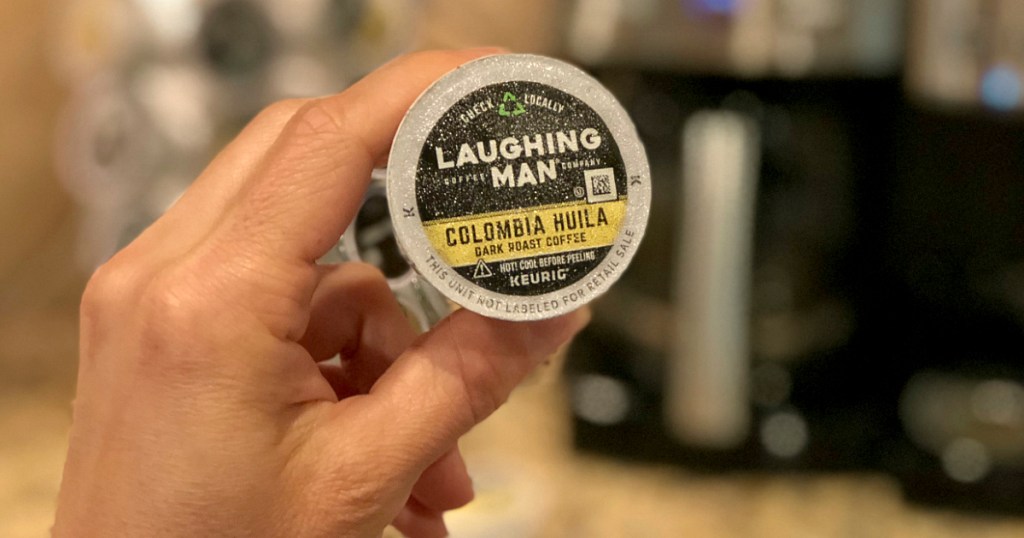 CHECK LOCALLY
LAUGHING
MAN
COFFEE COMPANY
COLOMBIA HUILA
DARK ROAST COFFEE
HOT! COOL BEFORE PEELING
KEURIG
THIS UNIT NOT LABELED FOR RETAIL SALE